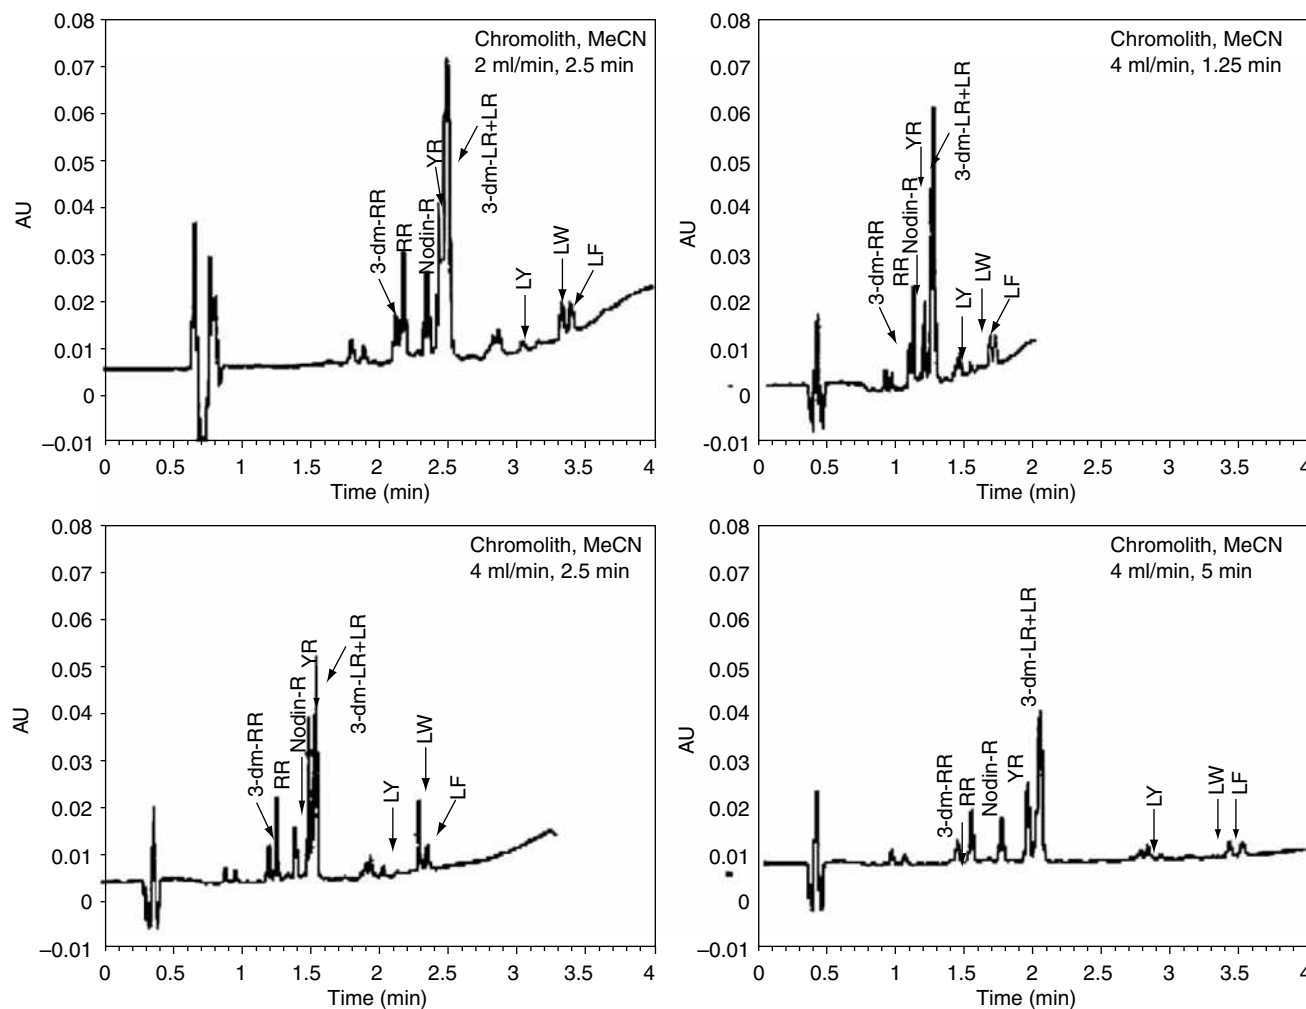 0.08
0.07
0.06
0.05
0.04
0.03
0.02
0.01
0
–0.01
AU
Chromolith, MeCN
2 ml/min, 2.5 min
3-dm-RR
RR
Nodin-R
YR
3-dm-LR+LR
LY
LW
LF
0 0.5 1 1.5 2 2.5 3 3.5 4
Time (min)
0.08
0.07
0.06
0.05
0.04
0.03
0.02
0.01
0
-0.01
AU
Chromolith, MeCN
4 ml/min, 1.25 min
3-dm-RR
RR
Nodin-R
YR
3-dm-LR+LR
LY
LW
LF
0 0.5 1 1.5 2 2.5 3 3.5 4
Time (min)
0.08
0.07
0.06
0.05
0.04
0.03
0.02
0.01
0
–0.01
AU
Chromolith, MeCN
4 ml/min, 2.5 min
3-dm-RR
RR
Nodin-R
YR
3-dm-LR+LR
LY
LW
LF
0 0.5 1 1.5 2 2.5 3 3.5 4
Time (min)
0.08
0.07
0.06
0.05
0.04
0.03
0.02
0.01
0
–0.01
AU
Chromolith, MeCN
4 ml/min, 5 min
3-dm-RR
RR
Nodin-R
YR
3-dm-LR+LR
LY
LW
LF
0 0.5 1 1.5 2 2.5 3 3.5 4
Time (min)